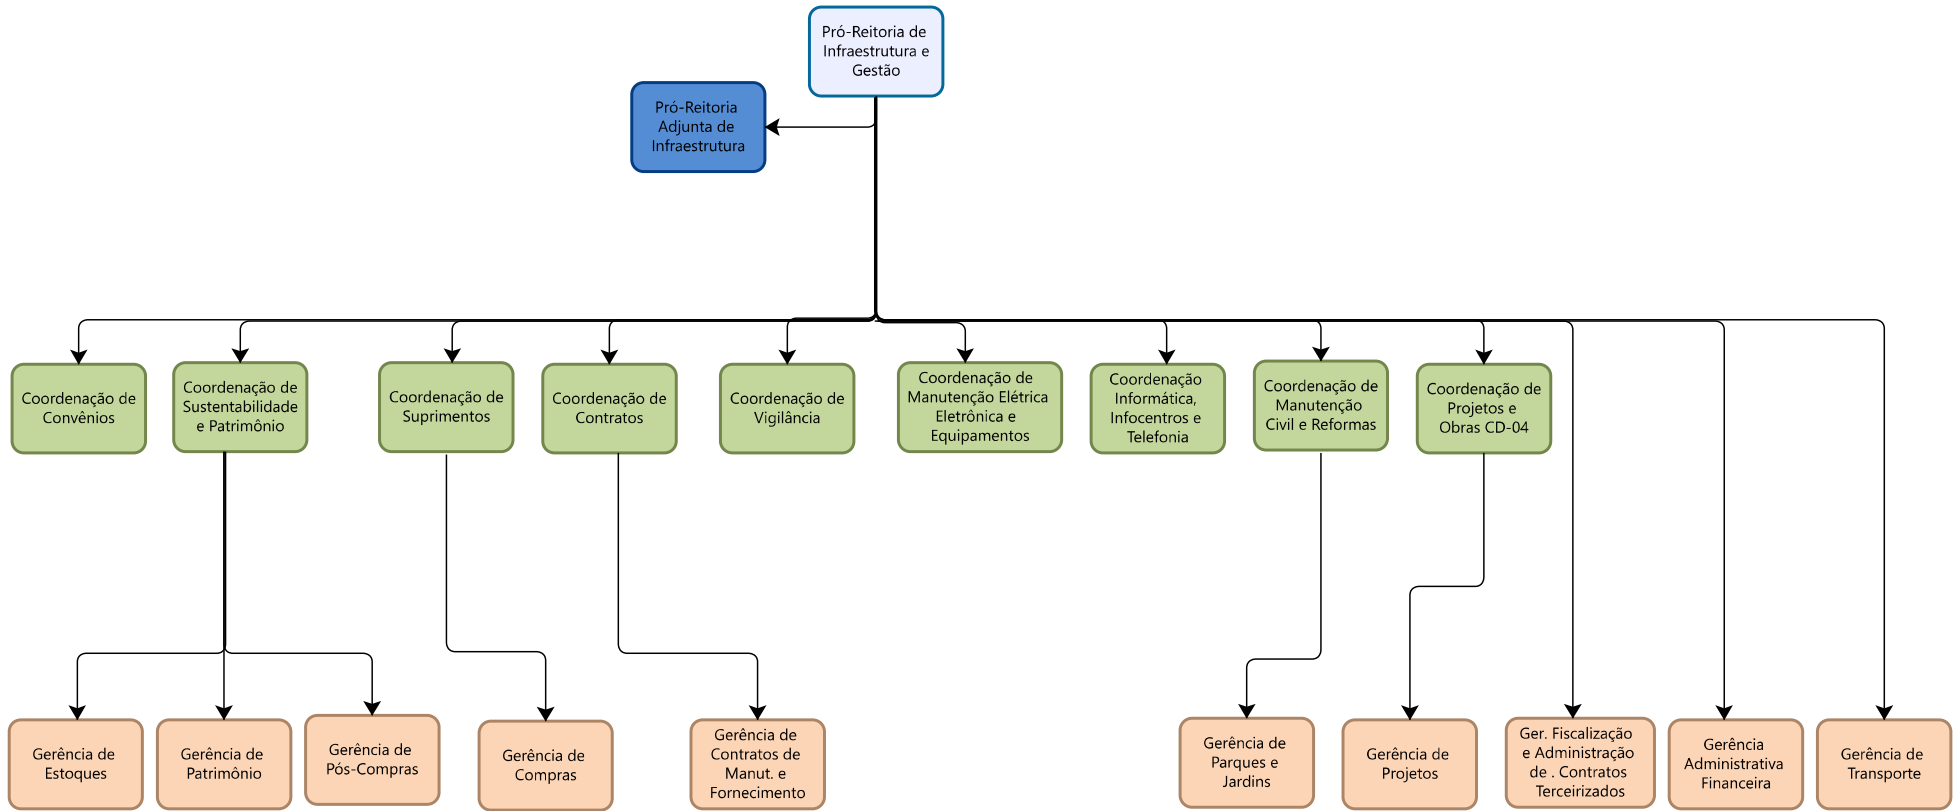 Pró-Reitoria de
Infraestrutura e
Gestão
Pró-Reitoria
Adjunta de
Infraestrutura
Coordenação de
Convênios
Coordenação de
Sustentabilidade
e Patrimônio
Coordenação de
Suprimentos
Coordenação de
Contratos
Coordenação de
Vigilância
Coordenação de
Manutenção Elétrica
Eletrônica e
Equipamentos
Coordenação
Informática,
Infocentros e
Telefonia
Coordenação de
Manutenção
Civil e Reformas
Coordenação de
Projetos e
Obras CD-04
Gerência de
Estoques
Gerência de
Patrimônio
Gerência de
Pós-Compras
Gerência de
Compras
Gerência de
Contratos de
Manut. e
Fornecimento
Gerência de
Parques e
Jardins
Gerência de
Projetos
Ger. Fiscalização
e Administração
de . Contratos
Terceirizados
Gerência
Administrativa
Financeira
Gerência de
Transporte